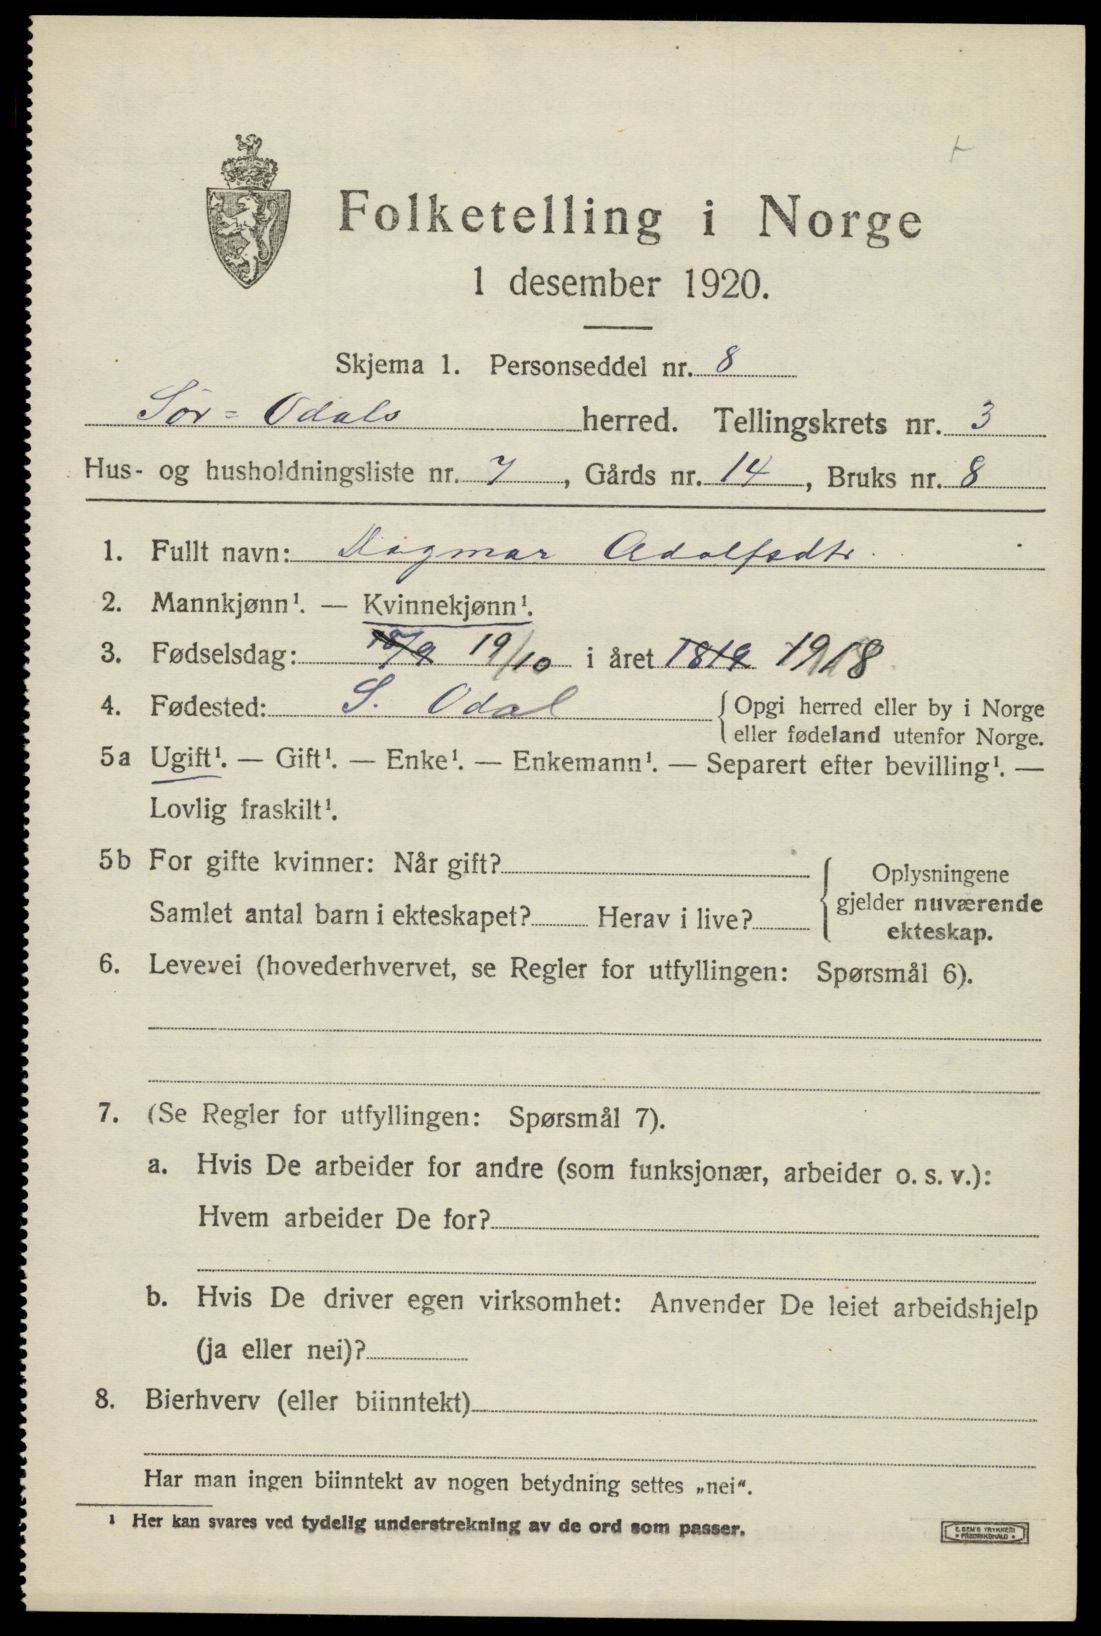 Folketelling i Norge
1 desember 1920.
Skjema 1. Personseddel nr. 8
Sør-Odals herred. Tellingskrets nr. 3
Hus- og husholdningsliste nr. 7, Gårds nr. 14, Bruks nr. 8
1. Fullt navn: Dagmar Adolfsdtr.
2. Mannkjønn¹. — Kvinnekjønn¹.
3. Fødselsdag: 19/10 i året 1819 1918
4. Fødested: S. Odal {Opgi herred eller by i Norge
eller fødeland utenfor Norge.
5a Ugift¹. — Gift¹. — Enke¹. — Enkemann¹. — Separert efter bevilling¹. —
Lovlig fraskilt¹.
5b For gifte kvinner: Når gift?
Samlet antal barn i ekteskapet? Herav i live?
{Oplysningene
gjelder nuværende
ekteskap.
6. Levevei (hovederhvervet, se Regler for utfyllingen: Spørsmål 6).
7. (Se Regler for utfyllingen: Spørsmål 7).
a. Hvis De arbeider for andre (som funksjonær, arbeider o. s. v.):
Hvem arbeider De for?
b. Hvis De driver egen virksomhet: Anvender De leiet arbeidshjelp
(ja eller nei)?
8. Bierhverv (eller biinntekt)
Har man ingen biinntekt av nogen betydning settes „nei“.
¹ Her kan svares ved tydelig understrekning av de ord som passer.
E. SEM'S TRYKKERI
FREDRIKSHALD